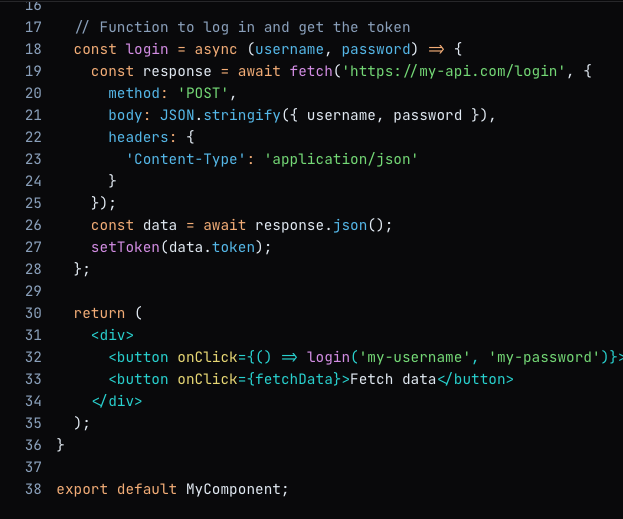 16
17 // Function to log in and get the token
18 const login = async (username, password) => {
19 const response = await fetch('https://my-api.com/login', {
20 method: 'POST',
21 body: JSON.stringify({ username, password }),
22 headers: {
23 'Content-Type': 'application/json'
24 }
25 });
26 const data = await response.json();
27 setToken(data.token);
28 };
29
30 return (
31 <div>
32 <button onClick={() => login('my-username', 'my-password')}>
33 <button onClick={fetchData}>Fetch data</button>
34 </div>
35 );
36 }
37
38 export default MyComponent;